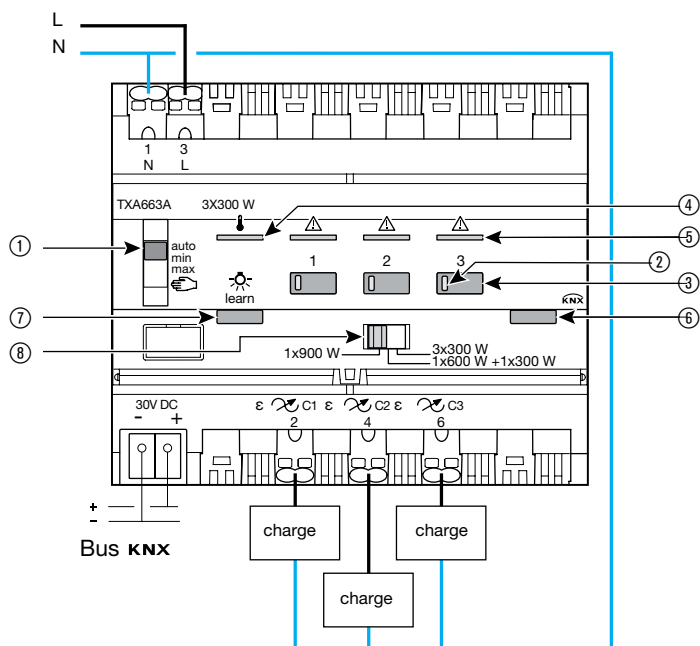 L
N
1 3
N L
TXA663A 3X300 W
④
⑤
①
auto
min
max
1 2 3
②
③
learn
KNX
⑦
⑥
⑧
1x900 W 3x300 W
1x600 W +1x300 W
30V DC
- +
ε C1 ε C2 ε C3
2 4 6
+
-
Bus KNX
charge charge
charge